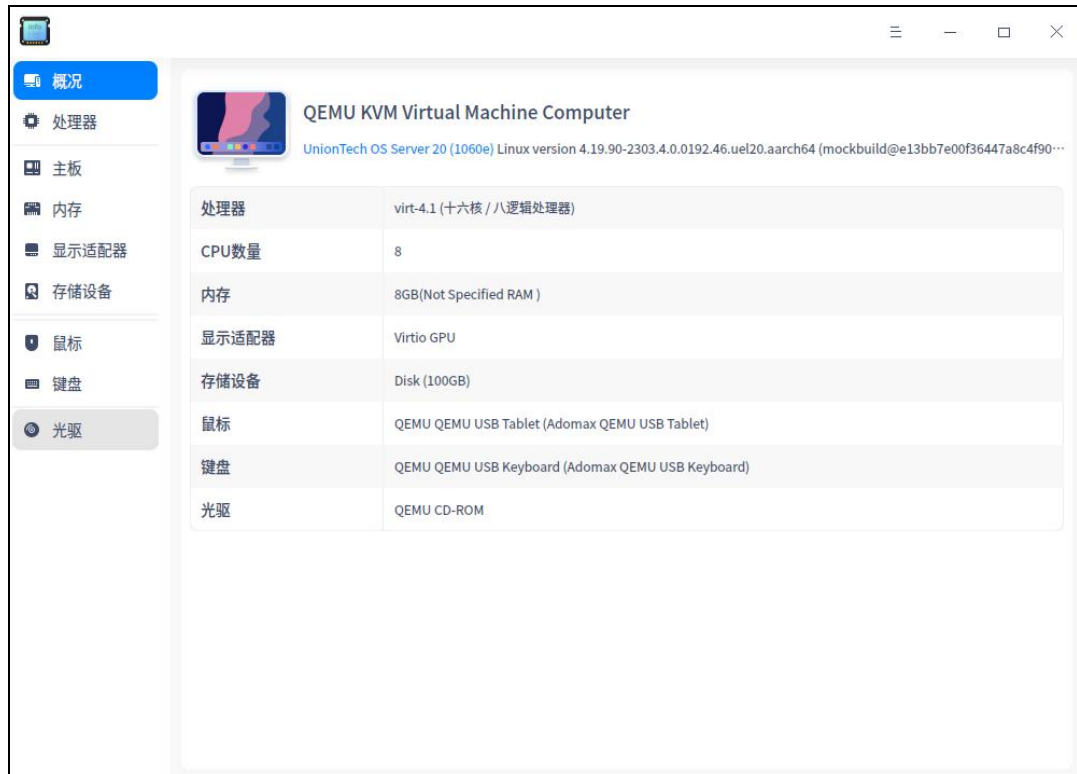 概况
处理器
主板
内存
显示适配器
存储设备
鼠标
键盘
光驱
QEMU KVM Virtual Machine Computer
UnionTech OS Server 20 (1060e) Linux version 4.19.90-2303.4.0.0192.46.uel20.aarch64 (mockbuild@e13bb7e00f36447a8c4f90···
处理器 virt-4.1 (十六核 / 八逻辑处理器)
CPU数量 8
内存 8GB(Not Specified RAM )
显示适配器 Virtio GPU
存储设备 Disk (100GB)
鼠标 QEMU QEMU USB Tablet (Adomax QEMU USB Tablet)
键盘 QEMU QEMU USB Keyboard (Adomax QEMU USB Keyboard)
光驱 QEMU CD-ROM